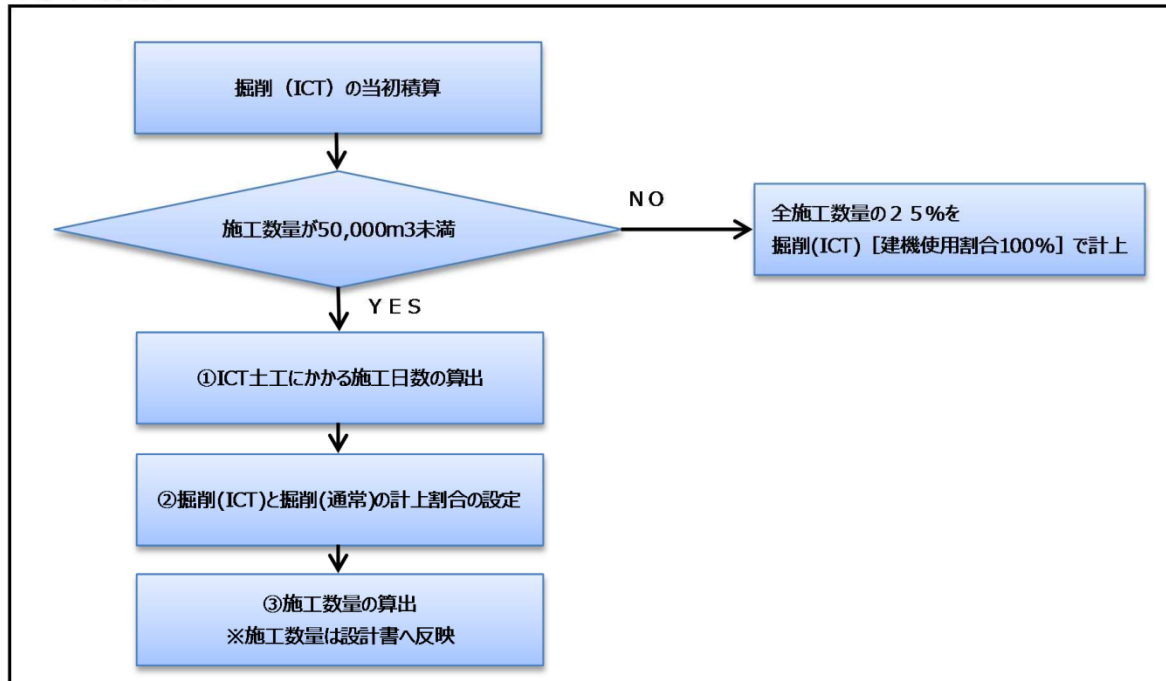 掘削（ICT）の当初積算
施工数量が50,000m3未満
ＮＯ
全施工数量の２５％を
掘削(ICT)［建機使用割合100％］で計上
ＹＥＳ
①ICT土工にかかる施工日数の算出
②掘削(ICT)と掘削(通常)の計上割合の設定
③施工数量の算出
※施工数量は設計書へ反映